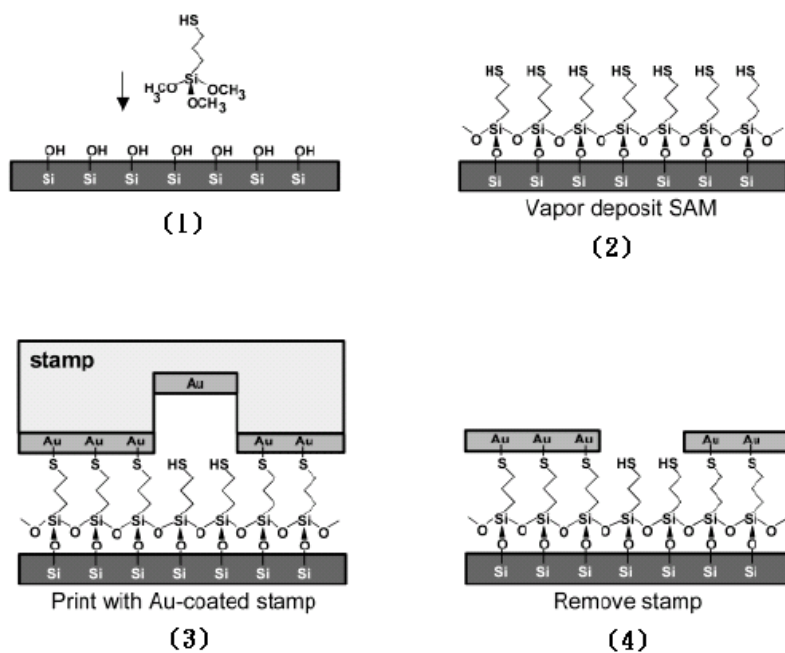 HS
Si
CH3O OCH3
OCH3
OH OH OH OH OH OH OH
Si Si Si Si Si Si Si
(1)
HS HS HS HS HS HS HS
O Si O Si O Si O Si O Si O Si O Si O
O O O O O O O
Si Si Si Si Si Si Si
Vapor deposit SAM
(2)
stamp
Au
Au Au Au Au Au
S S S HS HS S S
O Si O Si O Si O Si O Si O Si O Si O
O O O O O O O
Si Si Si Si Si Si Si
Print with Au-coated stamp
(3)
Au Au Au Au Au
S S S HS HS S S
O Si O Si O Si O Si O Si O Si O Si O
O O O O O O O
Si Si Si Si Si Si Si
Remove stamp
(4)